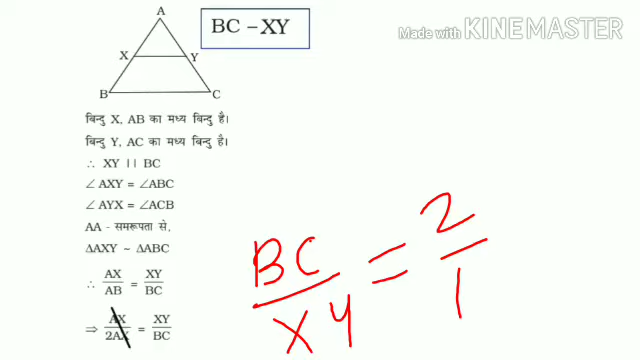 Made with KINEMASTER
BC – XY
A
X
Y
B
C
बिन्दु X, AB का मध्य बिन्दु है।
बिन्दु Y, AC का मध्य बिन्दु है।
∴ XY || BC
∠ AXY = ∠ABC
∠ AYX = ∠ACB
AA - समरूपता से,
ΔAXY ~ ΔABC
∴ AX/AB = XY/BC
⇒ AX/2AX = XY/BC
BC/XY = 2/1